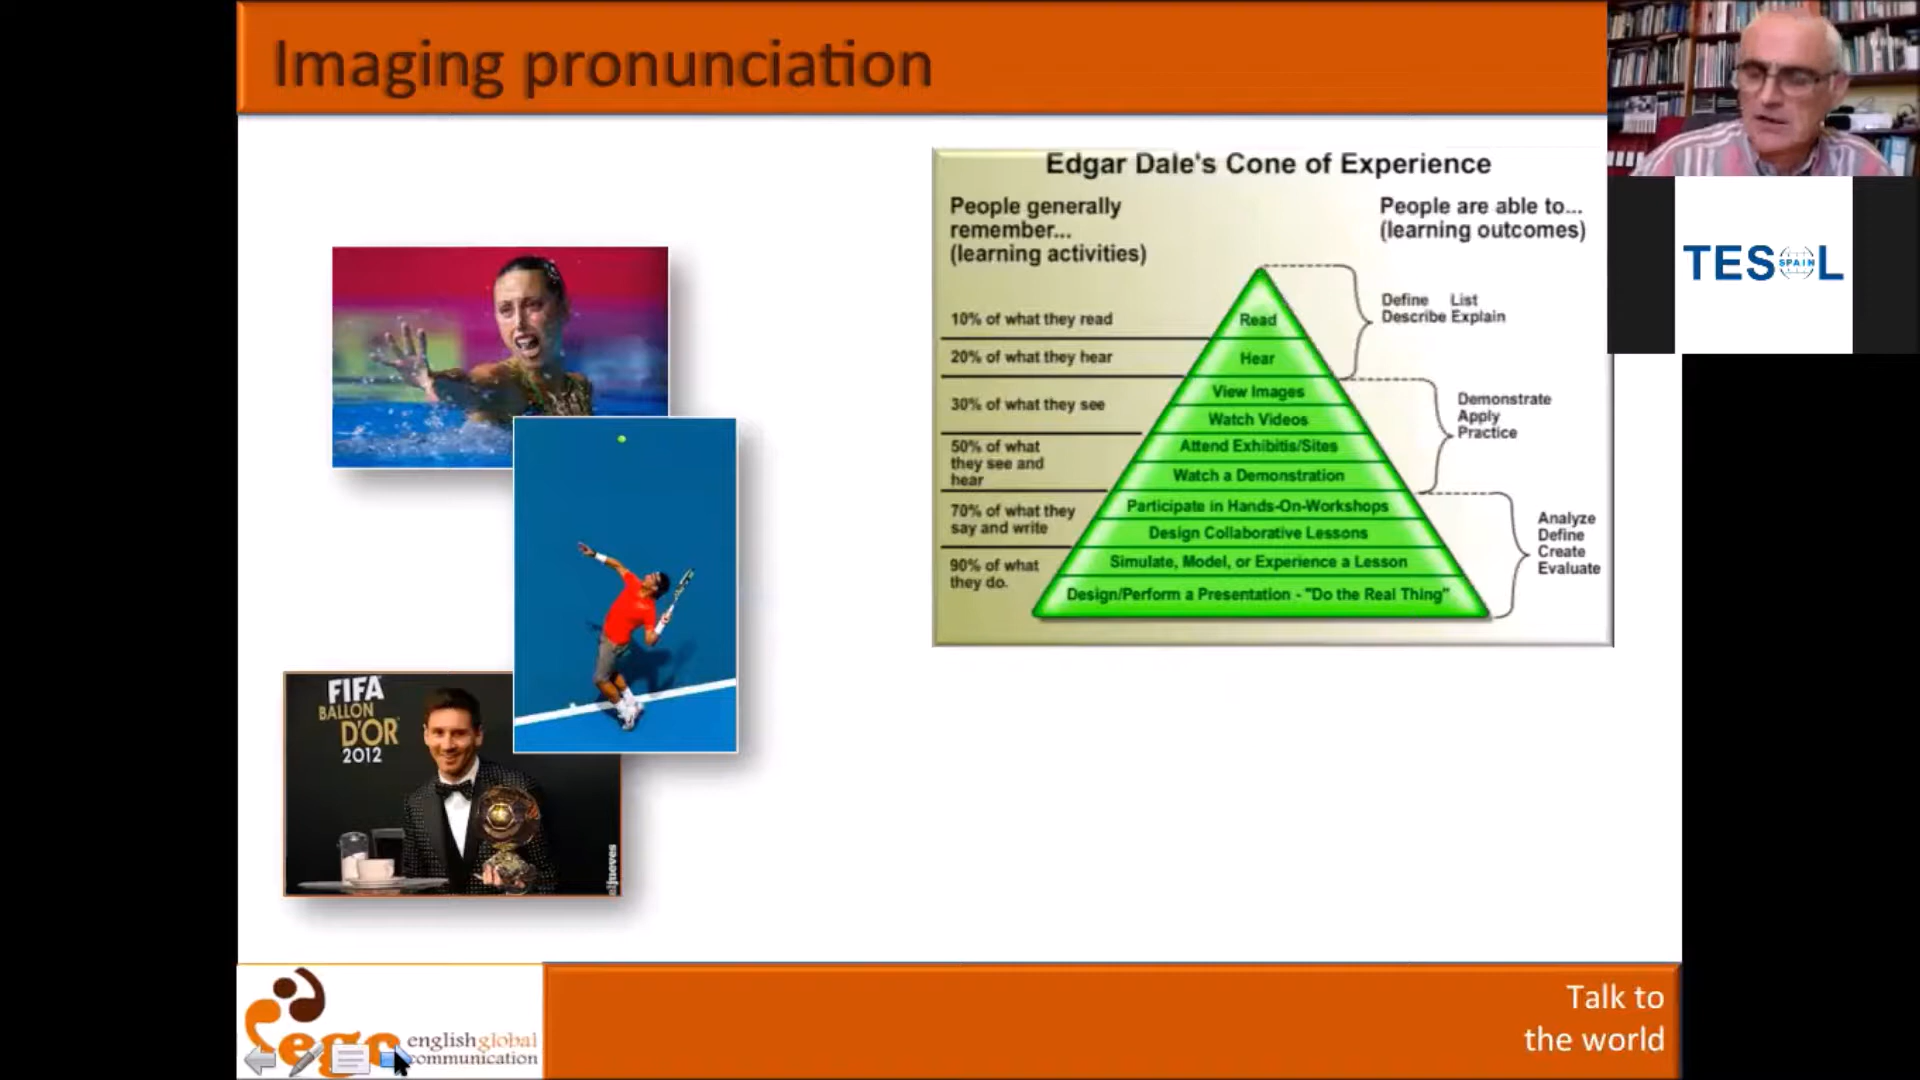 Imaging pronunciation
Edgar Dale's Cone of Experience
People generally
remember...
(learning activities)
People are able to...
(learning outcomes)
10% of what they read
20% of what they hear
30% of what they see
50% of what
they see and
hear
70% of what they
say and write
90% of what
they do.
Read
Hear
View Images
Watch Videos
Attend Exhibitis/Sites
Watch a Demonstration
Participate in Hands-On-Workshops
Design Collaborative Lessons
Simulate, Model, or Experience a Lesson
Design/Perform a Presentation - "Do the Real Thing"
Define List
Describe Explain
Demonstrate
Apply
Practice
Analyze
Define
Create
Evaluate
TESOL
SPAIN
FIFA
BALLON
D'OR
2012
eljueves
ego
englishglobal
communication
Talk to
the world